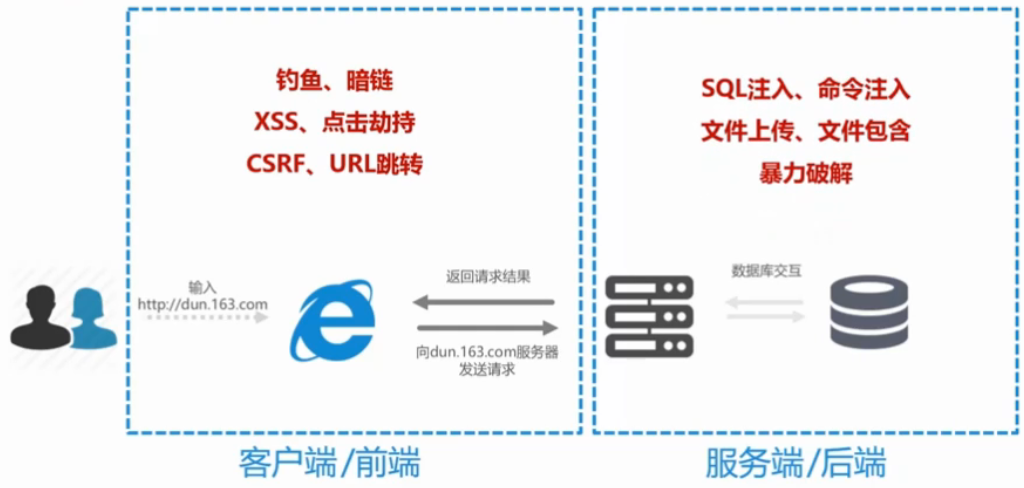 钓鱼、暗链
XSS、点击劫持
CSRF、URL跳转
SQL注入、命令注入
文件上传、文件包含
暴力破解
输入
http://dun.163.com
返回请求结果
向dun.163.com服务器
发送请求
数据库交互
客户端/前端
服务端/后端